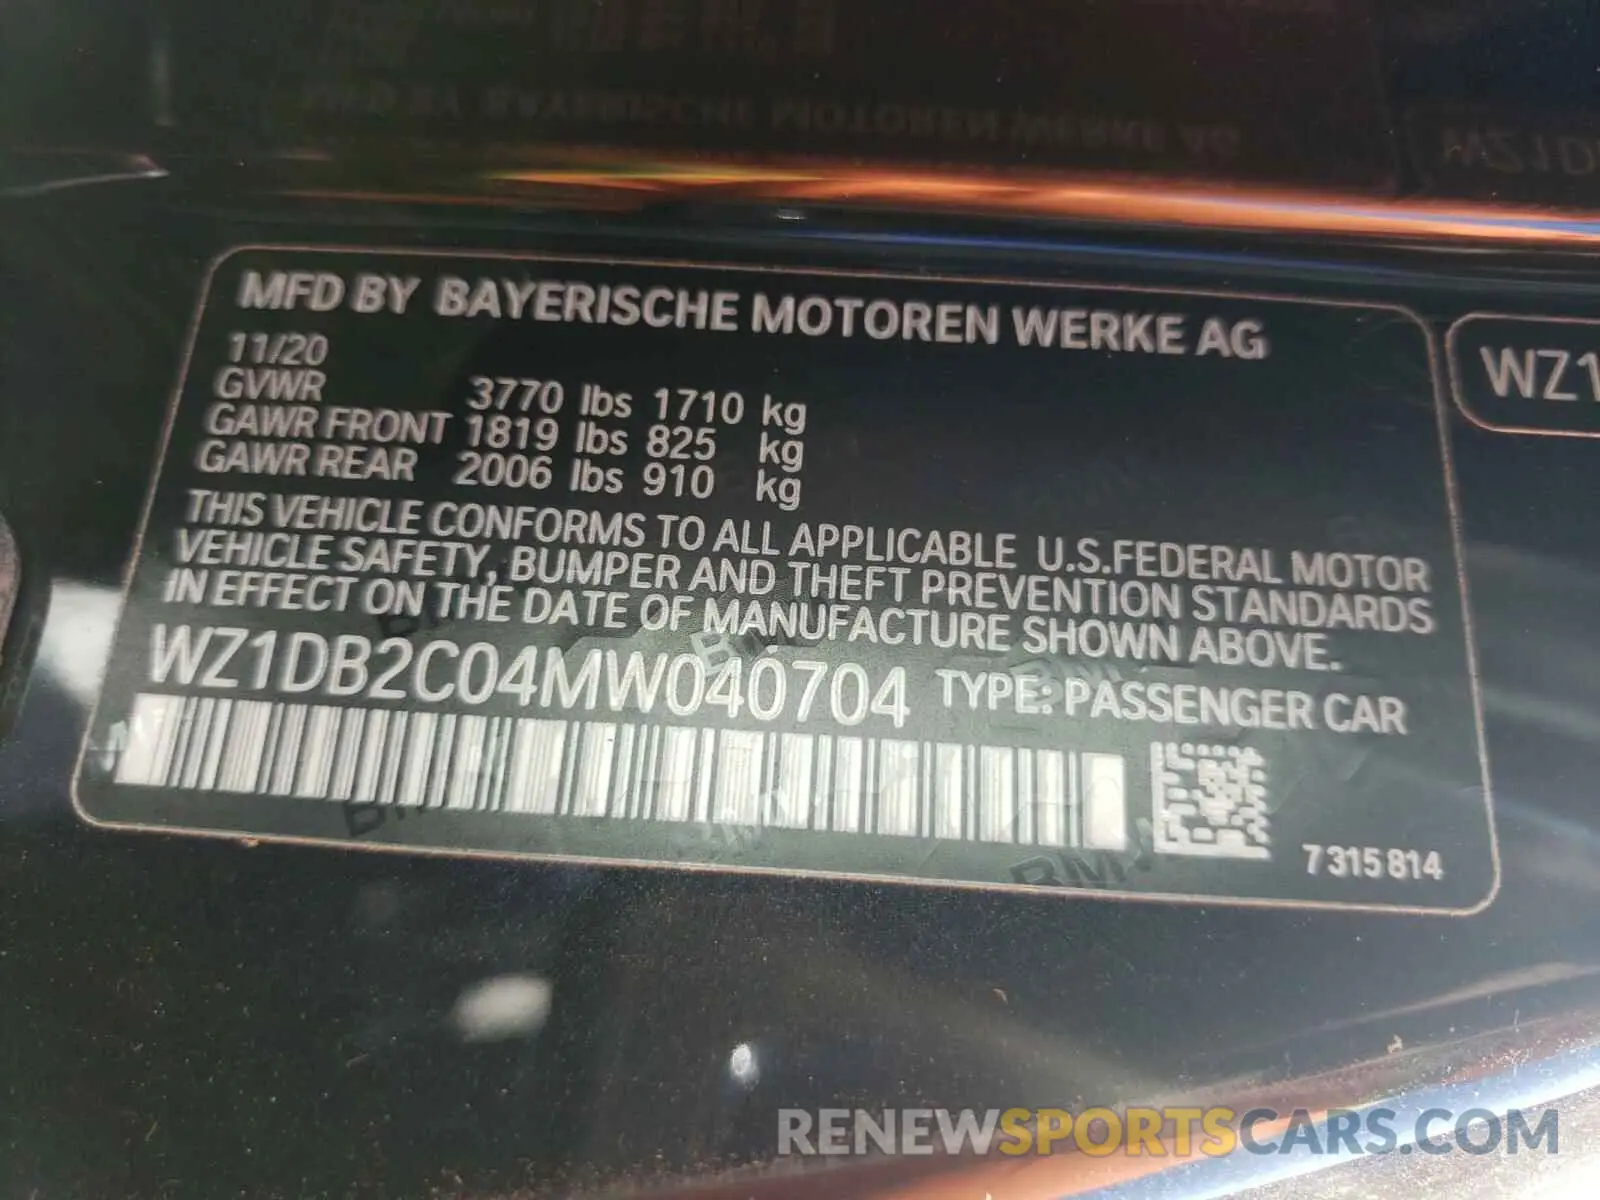 MFD BY BAYERISCHE MOTOREN WERKE AG
11/20
GVWR 3770 lbs 1710 kg
GAWR FRONT 1819 lbs 825 kg
GAWR REAR 2006 lbs 910 kg
THIS VEHICLE CONFORMS TO ALL APPLICABLE U.S.FEDERAL MOTOR
VEHICLE SAFETY, BUMPER AND THEFT PREVENTION STANDARDS
IN EFFECT ON THE DATE OF MANUFACTURE SHOWN ABOVE.
WZ1DB2C04MW040704 TYPE: PASSENGER CAR
7 315 814
WZ1
RENEWSPORTSCARS.COM